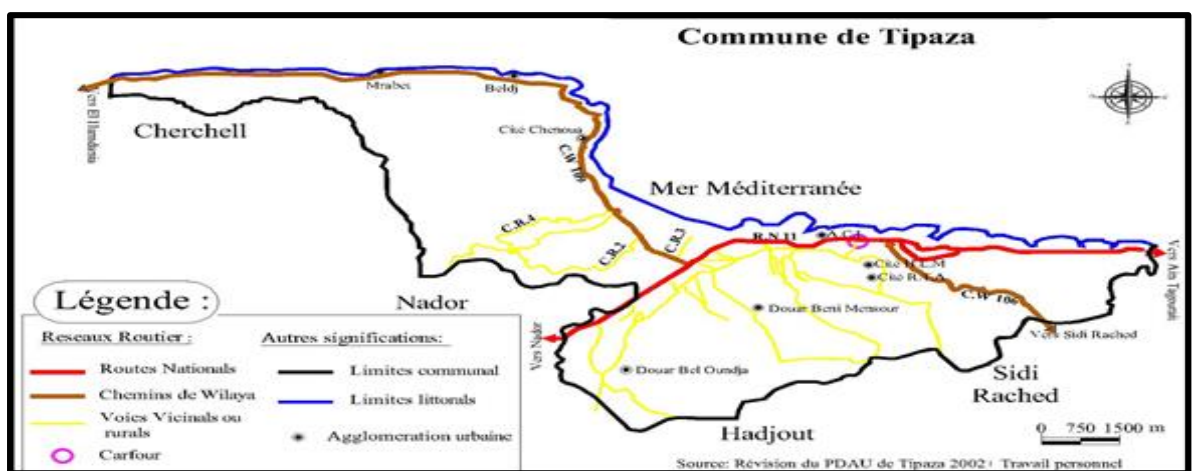 Commune de Tipaza
Mrabet
Beldj
Cherchell
Cité Chenoua
C.W 109
Mer Méditerranée
C.R.4
C.R.2
C.R.3
R.N.11
A.C.L
Cité H.L.M
Cité R.T.A
C.W 106
Nador
Vers Nador
Douar Beni Mensour
Vers Sidi Rached
Douar Bel Oundja
Sidi
Rached
Hadjout
Légende :
Reseaux Routier :
Routes Nationals
Chemins de Wilaya
Voies Vicinals ou
rurals
Carfour
Autres significations:
Limites communal
Limites littorals
Agglomeration urbaine
0 750 1500 m
Source: Révision du PDAU de Tipaza 2002+ Travail personnel